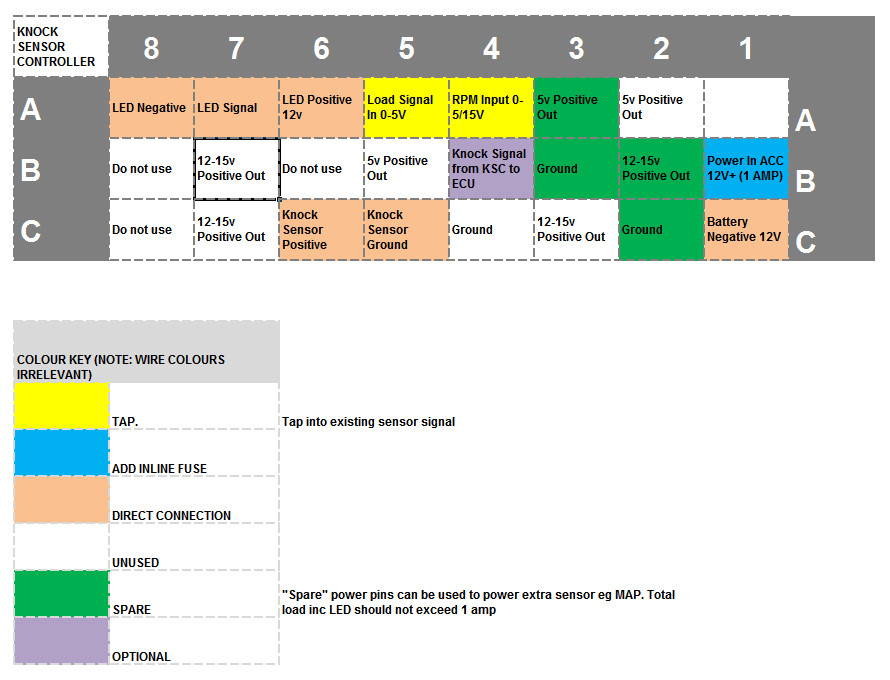 KNOCK
SENSOR
CONTROLLER
8 7 6 5 4 3 2 1
A
LED Negative
LED Signal
LED Positive
12v
Load Signal
In 0-5V
RPM Input 0-
5/15V
5v Positive
Out
5v Positive
Out
A
B
Do not use
12-15v
Positive Out
Do not use
5v Positive
Out
Knock Signal
from KSC to
ECU
Ground
12-15v
Positive Out
Power In ACC
12V+ (1 AMP)
B
C
Do not use
12-15v
Positive Out
Knock
Sensor
Positive
Knock
Sensor
Ground
Ground
12-15v
Positive Out
Ground
Battery
Negative 12V
C
COLOUR KEY (NOTE: WIRE COLOURS
IRRELEVANT)
TAP.
Tap into existing sensor signal
ADD INLINE FUSE
DIRECT CONNECTION
UNUSED
SPARE
"Spare" power pins can be used to power extra sensor eg MAP. Total
load inc LED should not exceed 1 amp
OPTIONAL